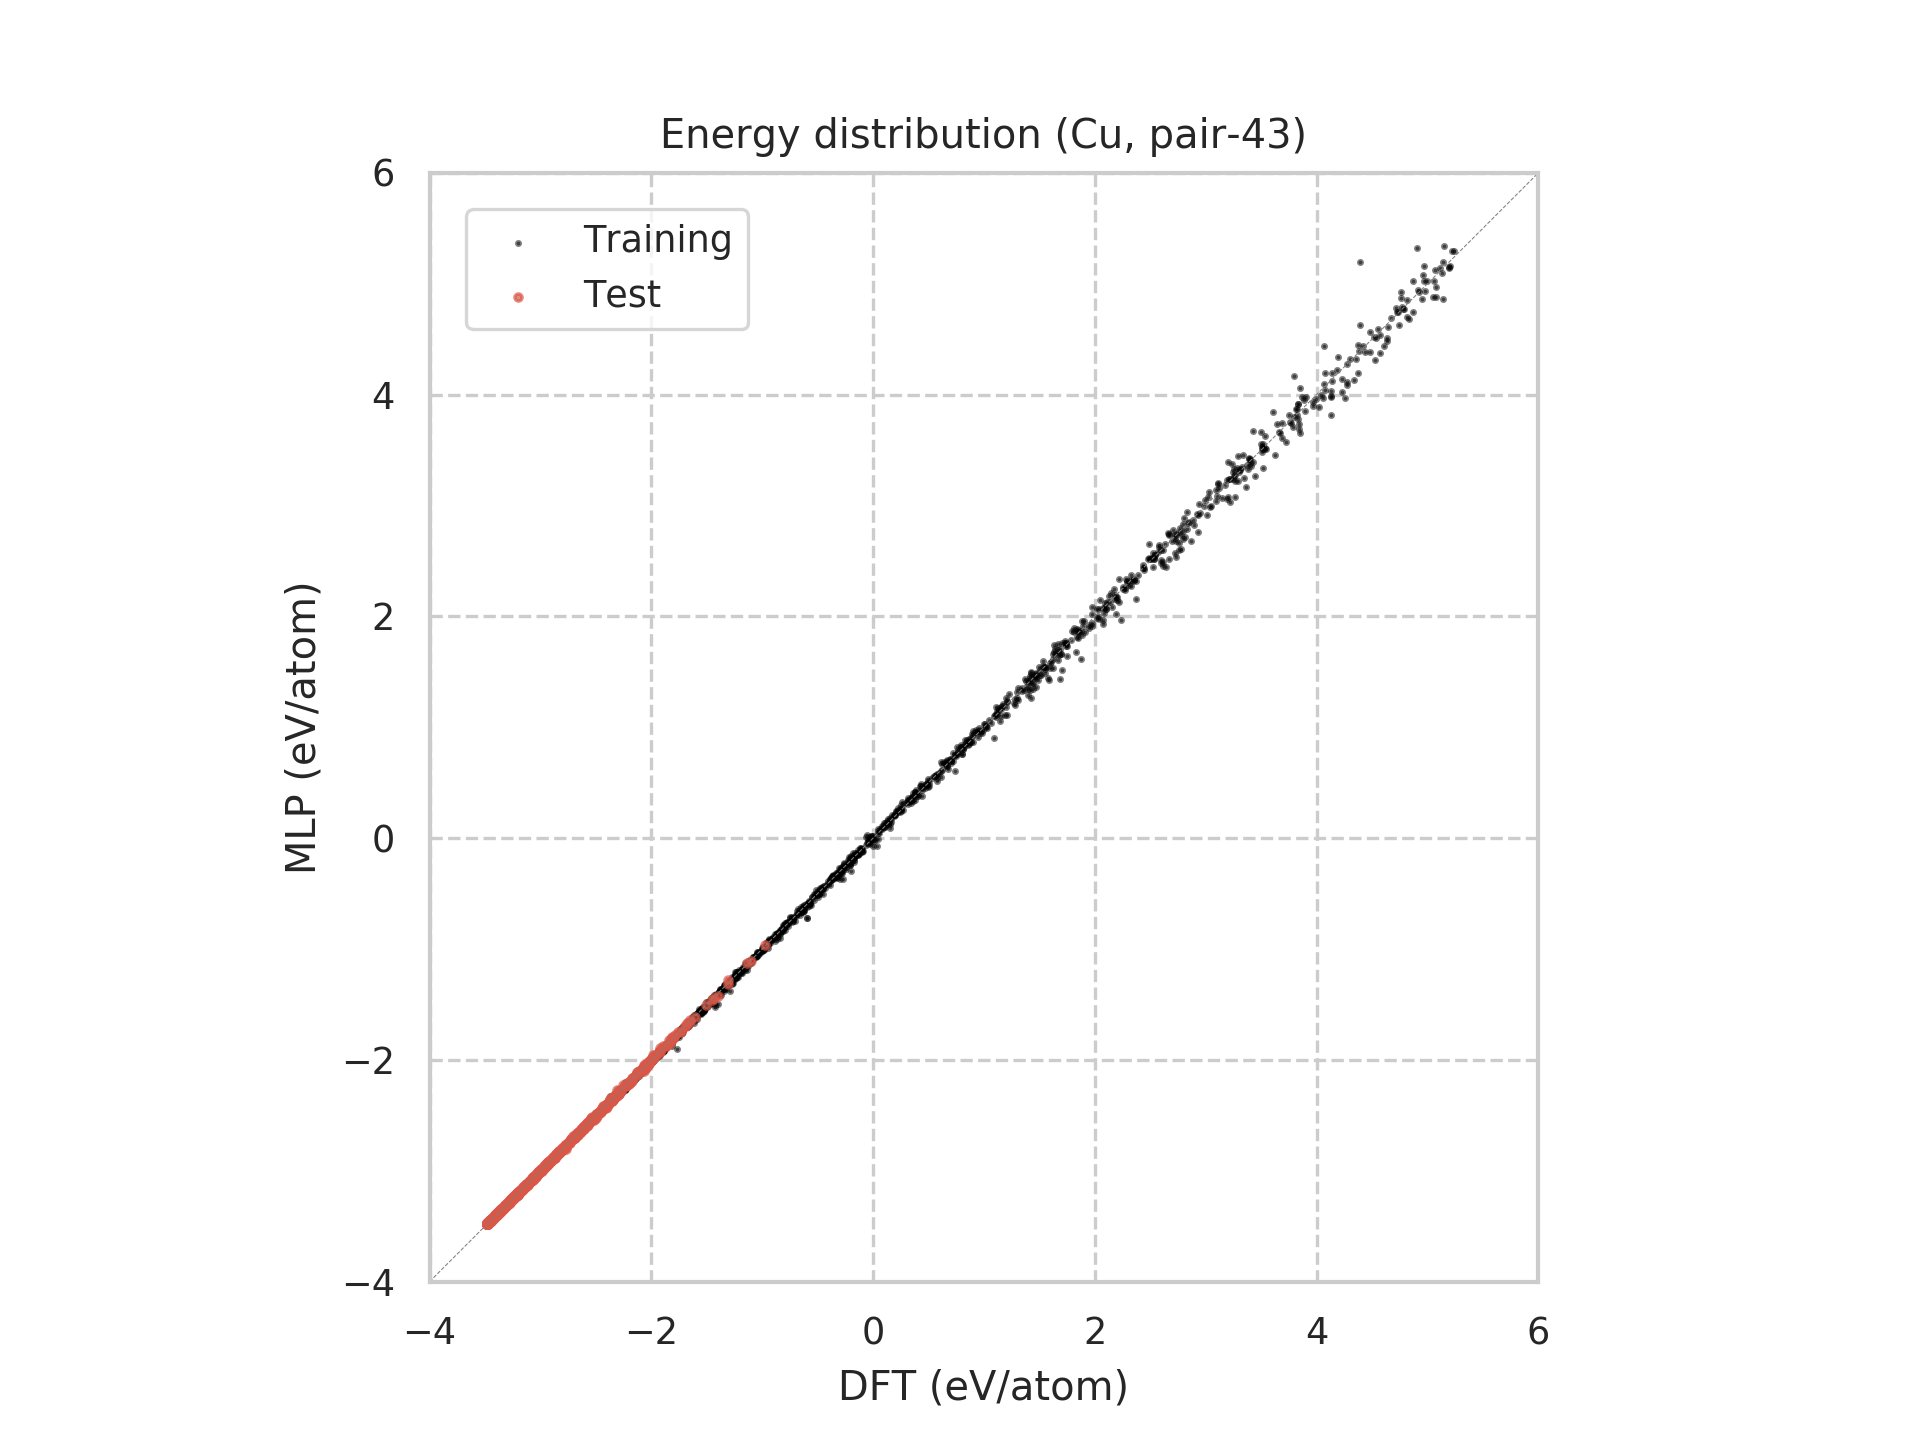 Energy distribution (Cu, pair-43)
6
4
2
0
−2
−4
Training
Test
MLP (eV/atom)
−4
−2
0
2
4
6
DFT (eV/atom)